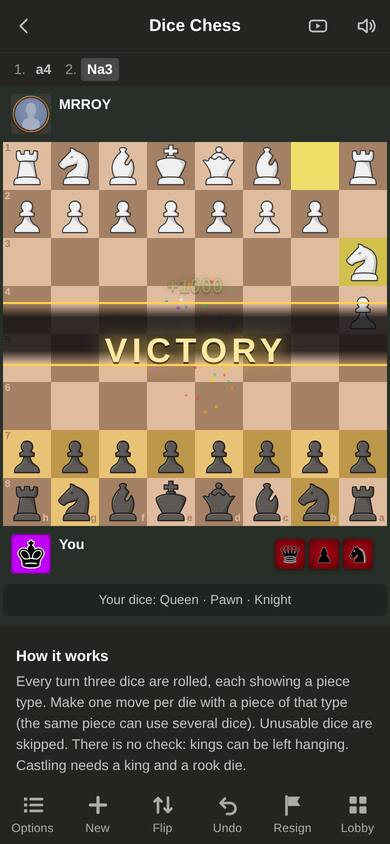 Dice Chess
1. a4 2. Na3
MRROY
1
2
3
+1000
4
VICTORY
5
6
7
8 h g f e d c b a
You
Your dice: Queen · Pawn · Knight
How it works
Every turn three dice are rolled, each showing a piece
type. Make one move per die with a piece of that type
(the same piece can use several dice). Unusable dice are
skipped. There is no check: kings can be left hanging.
Castling needs a king and a rook die.
Options New Flip Undo Resign Lobby